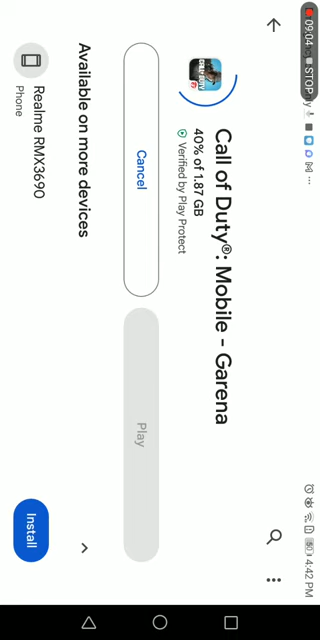 09:04 STOP
4:42 PM
Call of Duty®: Mobile - Garena
40% of 1.87 GB
Verified by Play Protect
Cancel
Play
Available on more devices
Realme RMX3690
Phone
Install